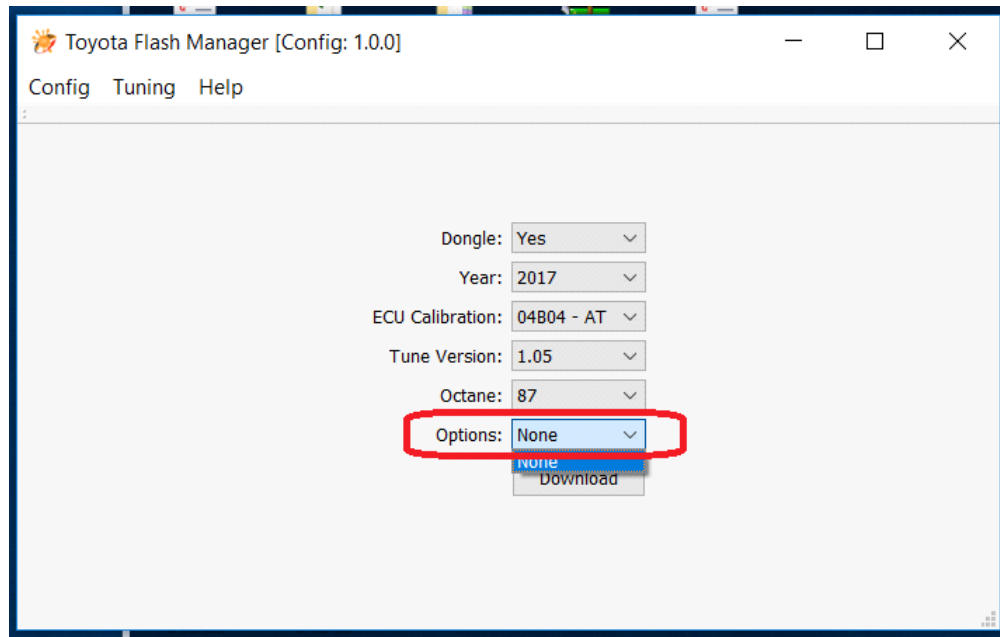 Toyota Flash Manager [Config: 1.0.0]
Config Tuning Help
Dongle: Yes
Year: 2017
ECU Calibration: 04B04 - AT
Tune Version: 1.05
Octane: 87
Options: None
None
Download